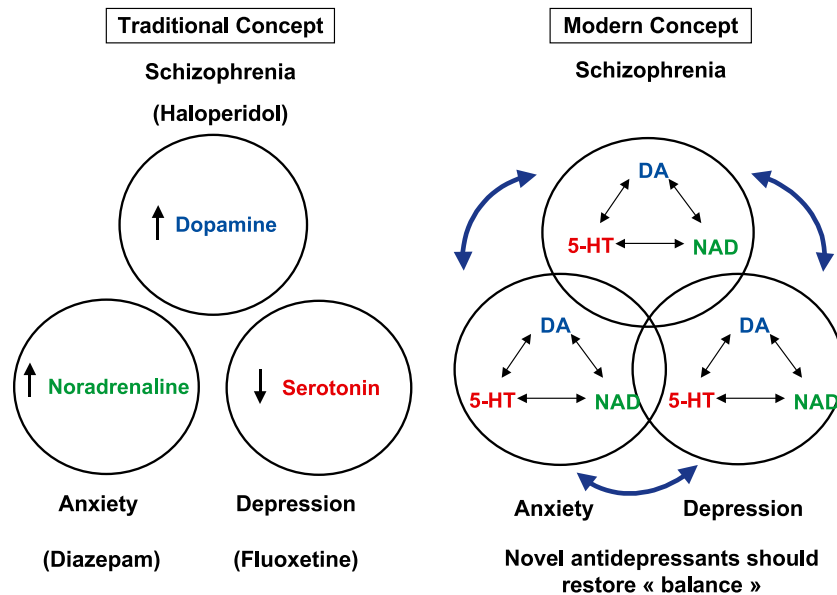 Traditional Concept
Schizophrenia
(Haloperidol)
Dopamine
Noradrenaline
Serotonin
Anxiety
Depression
(Diazepam)
(Fluoxetine)
Modern Concept
Schizophrenia
DA
5-HT
NAD
DA
5-HT
NAD
DA
5-HT
NAD
Anxiety
Depression
Novel antidepressants should
restore « balance »